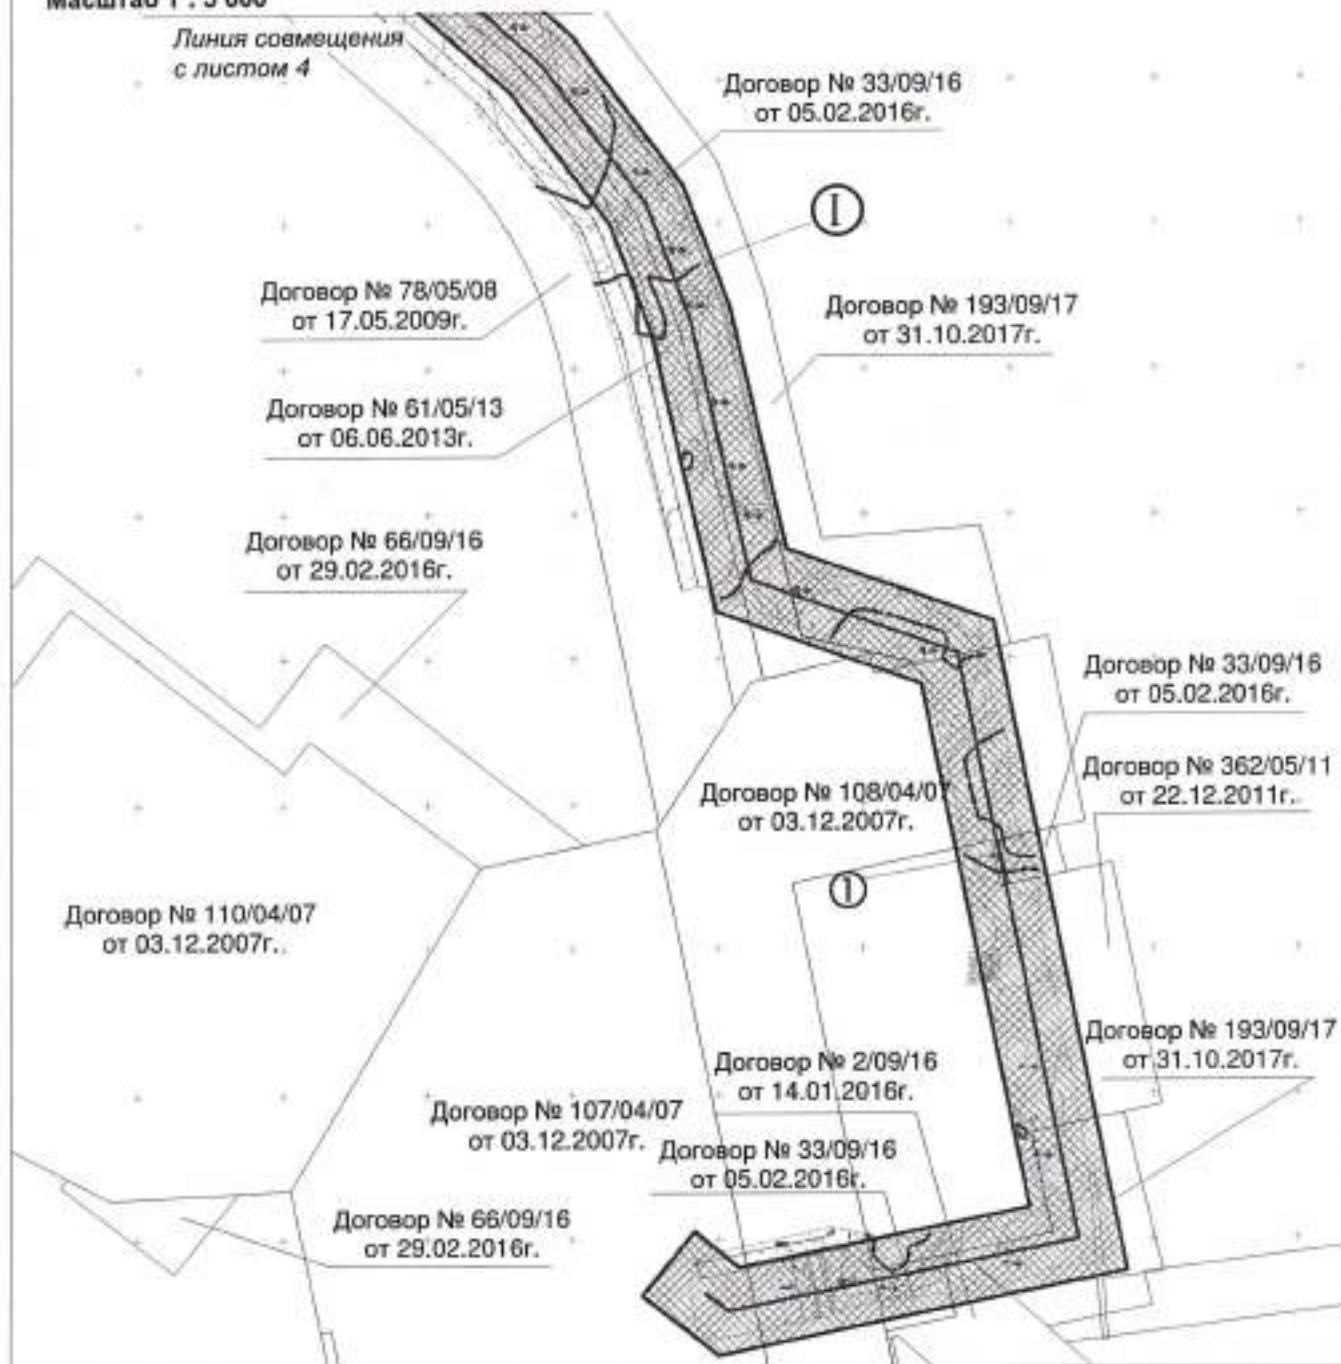 Масштаб 1 : 5 000
Линия совмещения
с листом 4
Договор № 33/09/16
от 05.02.2016г.
I
Договор № 78/05/08
от 17.05.2009г.
Договор № 193/09/17
от 31.10.2017г.
Договор № 61/05/13
от 06.06.2013г.
Договор № 66/09/16
от 29.02.2016г.
Договор № 33/09/16
от 05.02.2016г.
Договор № 362/05/11
от 22.12.2011г.
Договор № 108/04/07
от 03.12.2007г.
1
Договор № 110/04/07
от 03.12.2007г.
Договор № 193/09/17
от 31.10.2017г.
Договор № 2/09/16
от 14.01.2016г.
Договор № 107/04/07
от 03.12.2007г.
Договор № 33/09/16
от 05.02.2016г.
Договор № 66/09/16
от 29.02.2016г.